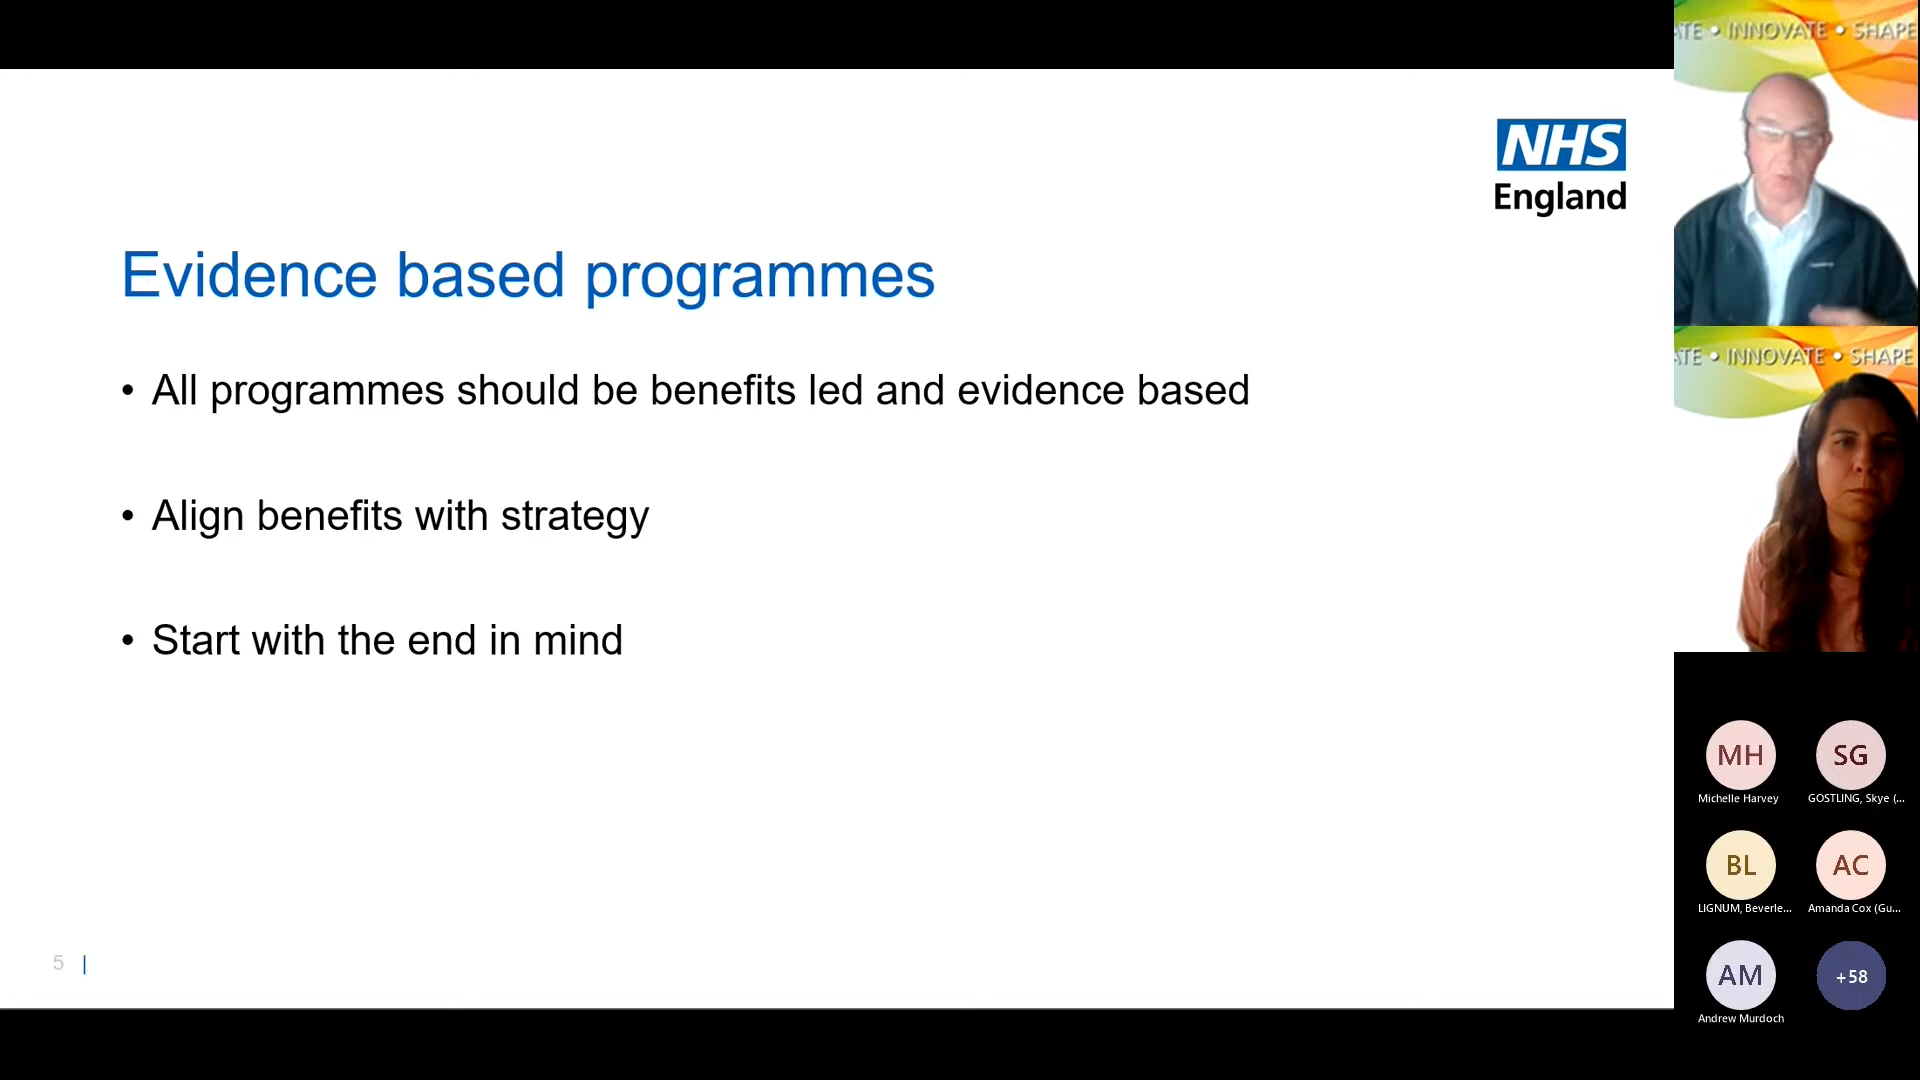 NHS
England
Evidence based programmes
• All programmes should be benefits led and evidence based
• Align benefits with strategy
• Start with the end in mind
5 |
ATE • INNOVATE • SHAPE
ATE • INNOVATE • SHAPE
MH
Michelle Harvey
SG
GOSTLING, Skye (...
BL
LIGNUM, Beverle...
AC
Amanda Cox (Gu...
AM
Andrew Murdoch
+58